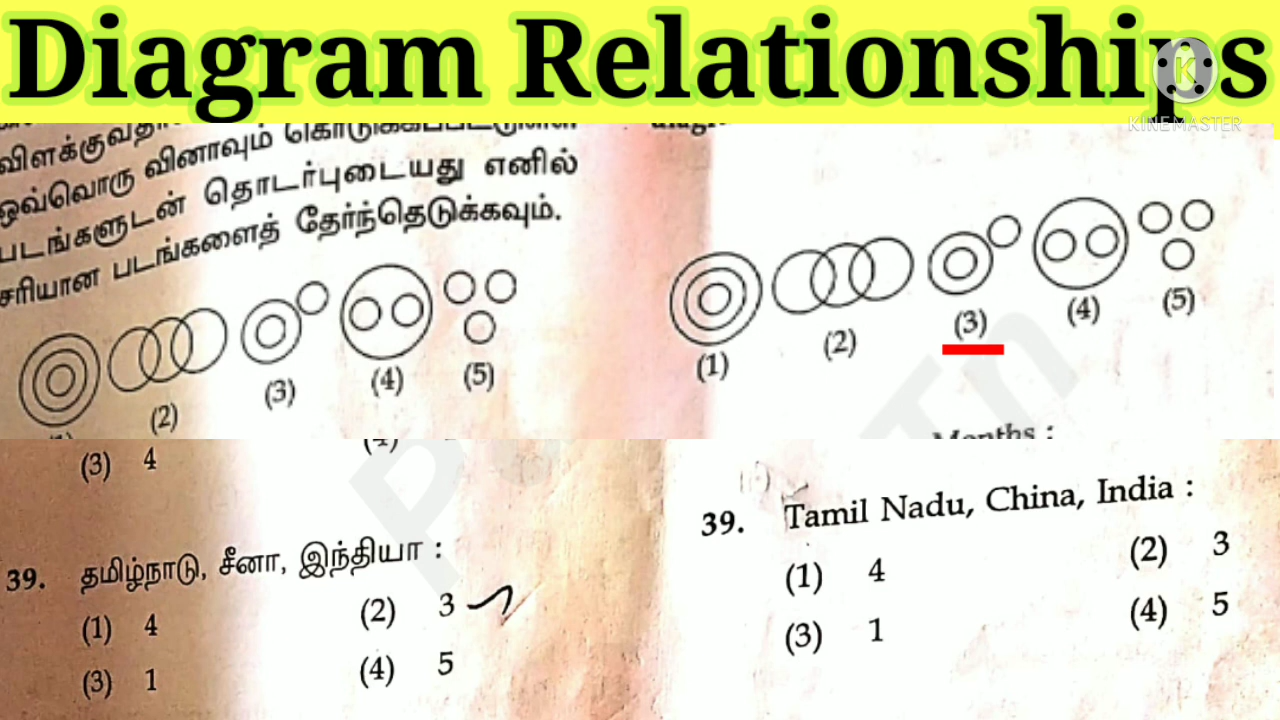 Diagram Relationships
KINEMASTER
விளக்குவதா
ஒவ்வொரு வினாவும் கொடுக்கப்பட்டுள்ள
படங்களுடன் தொடர்புடையது எனில்
சரியான படங்களைத் தேர்ந்தெடுக்கவும்.
(2) (3) (4) (5)
(1) (2) (3) (4) (5)
Months :
(3) 4 (4)
39. தமிழ்நாடு, சீனா, இந்தியா :
(1) 4 (2) 3
(3) 1 (4) 5
39. Tamil Nadu, China, India :
(1) 4 (2) 3
(3) 1 (4) 5